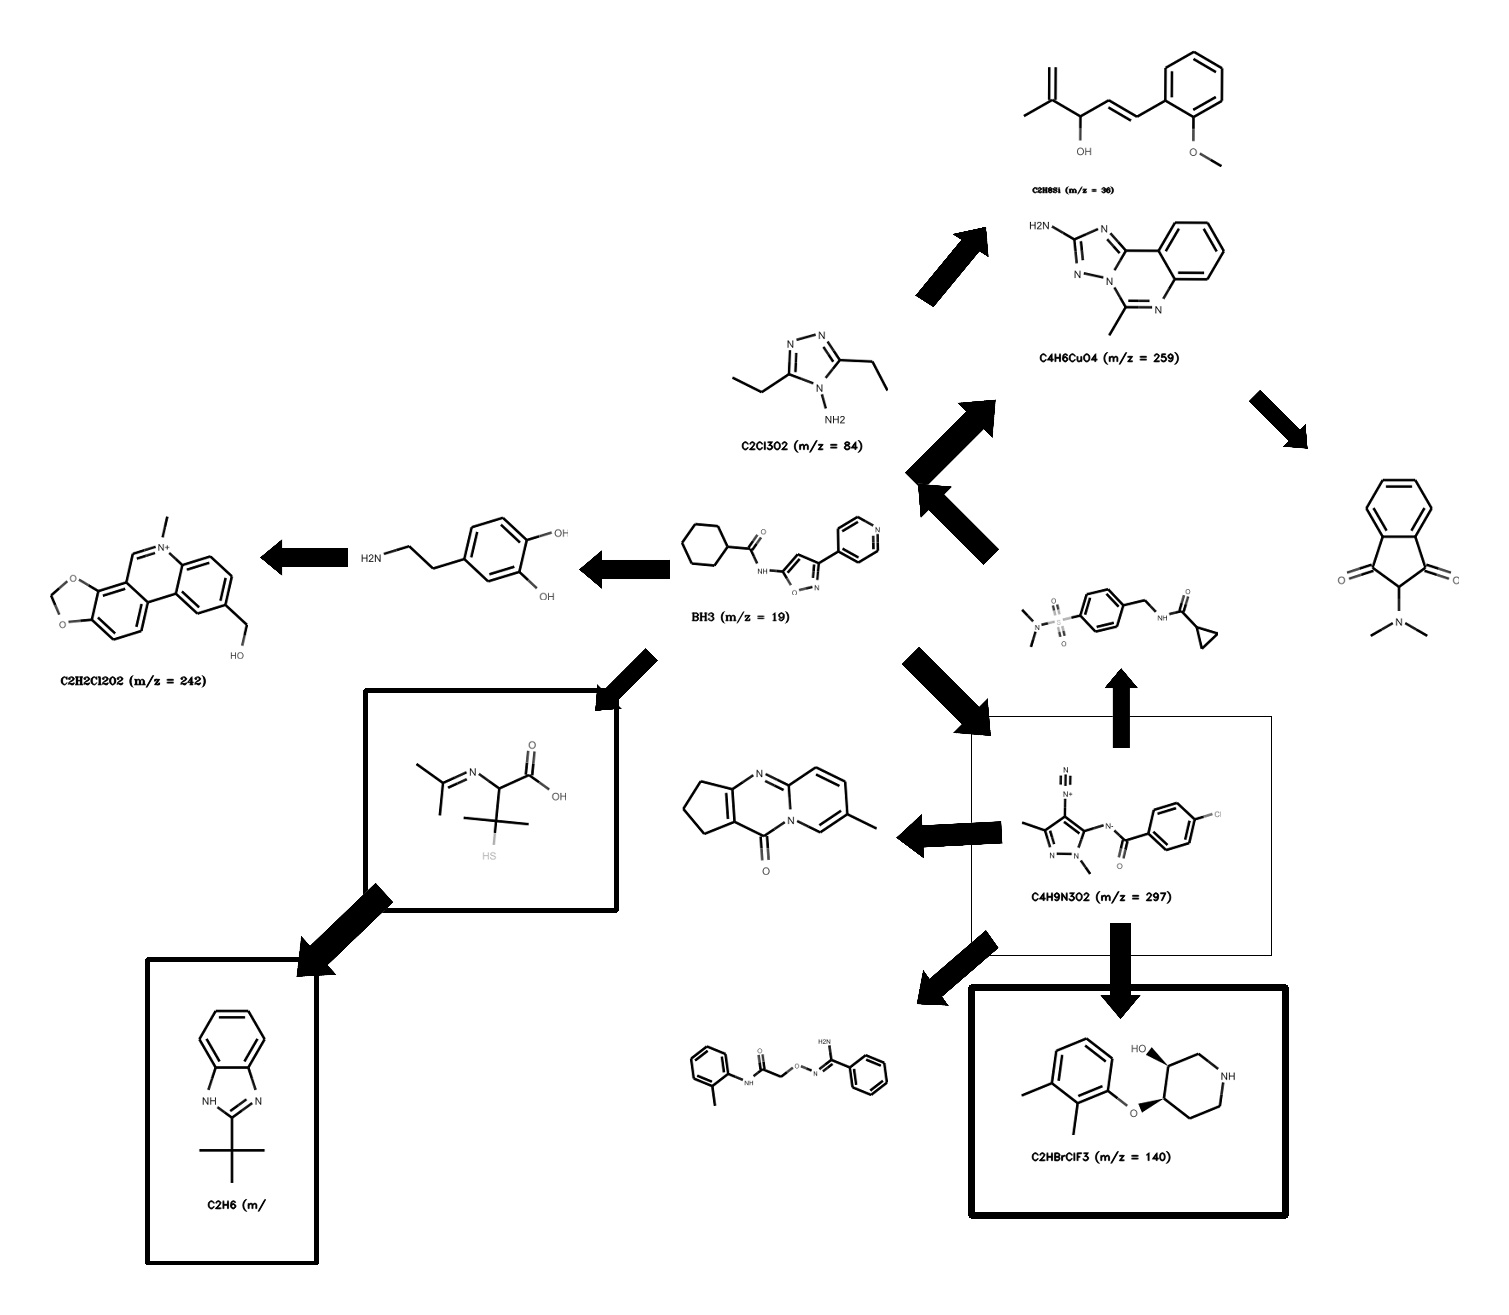 OH
O
C2H8Si (m/z = 36)
H2N
N
N
N
N
C4H6CuO4 (m/z = 259)
N
N
N
NH2
C2Cl3O2 (m/z = 84)
N+
O
O
HO
C2H2Cl2O2 (m/z = 242)
H2N
OH
OH
O
NH
O
N
N
BH3 (m/z = 19)
O
S
O
N
NH
O
O
O
N
N
O
OH
HS
N
N
O
N
N+
N-
N
N
O
Cl
C4H9N3O2 (m/z = 297)
NH
N
C2H6 (m/
NH
O
O
N
H2N
HO
NH
O
C2HBrClF3 (m/z = 140)